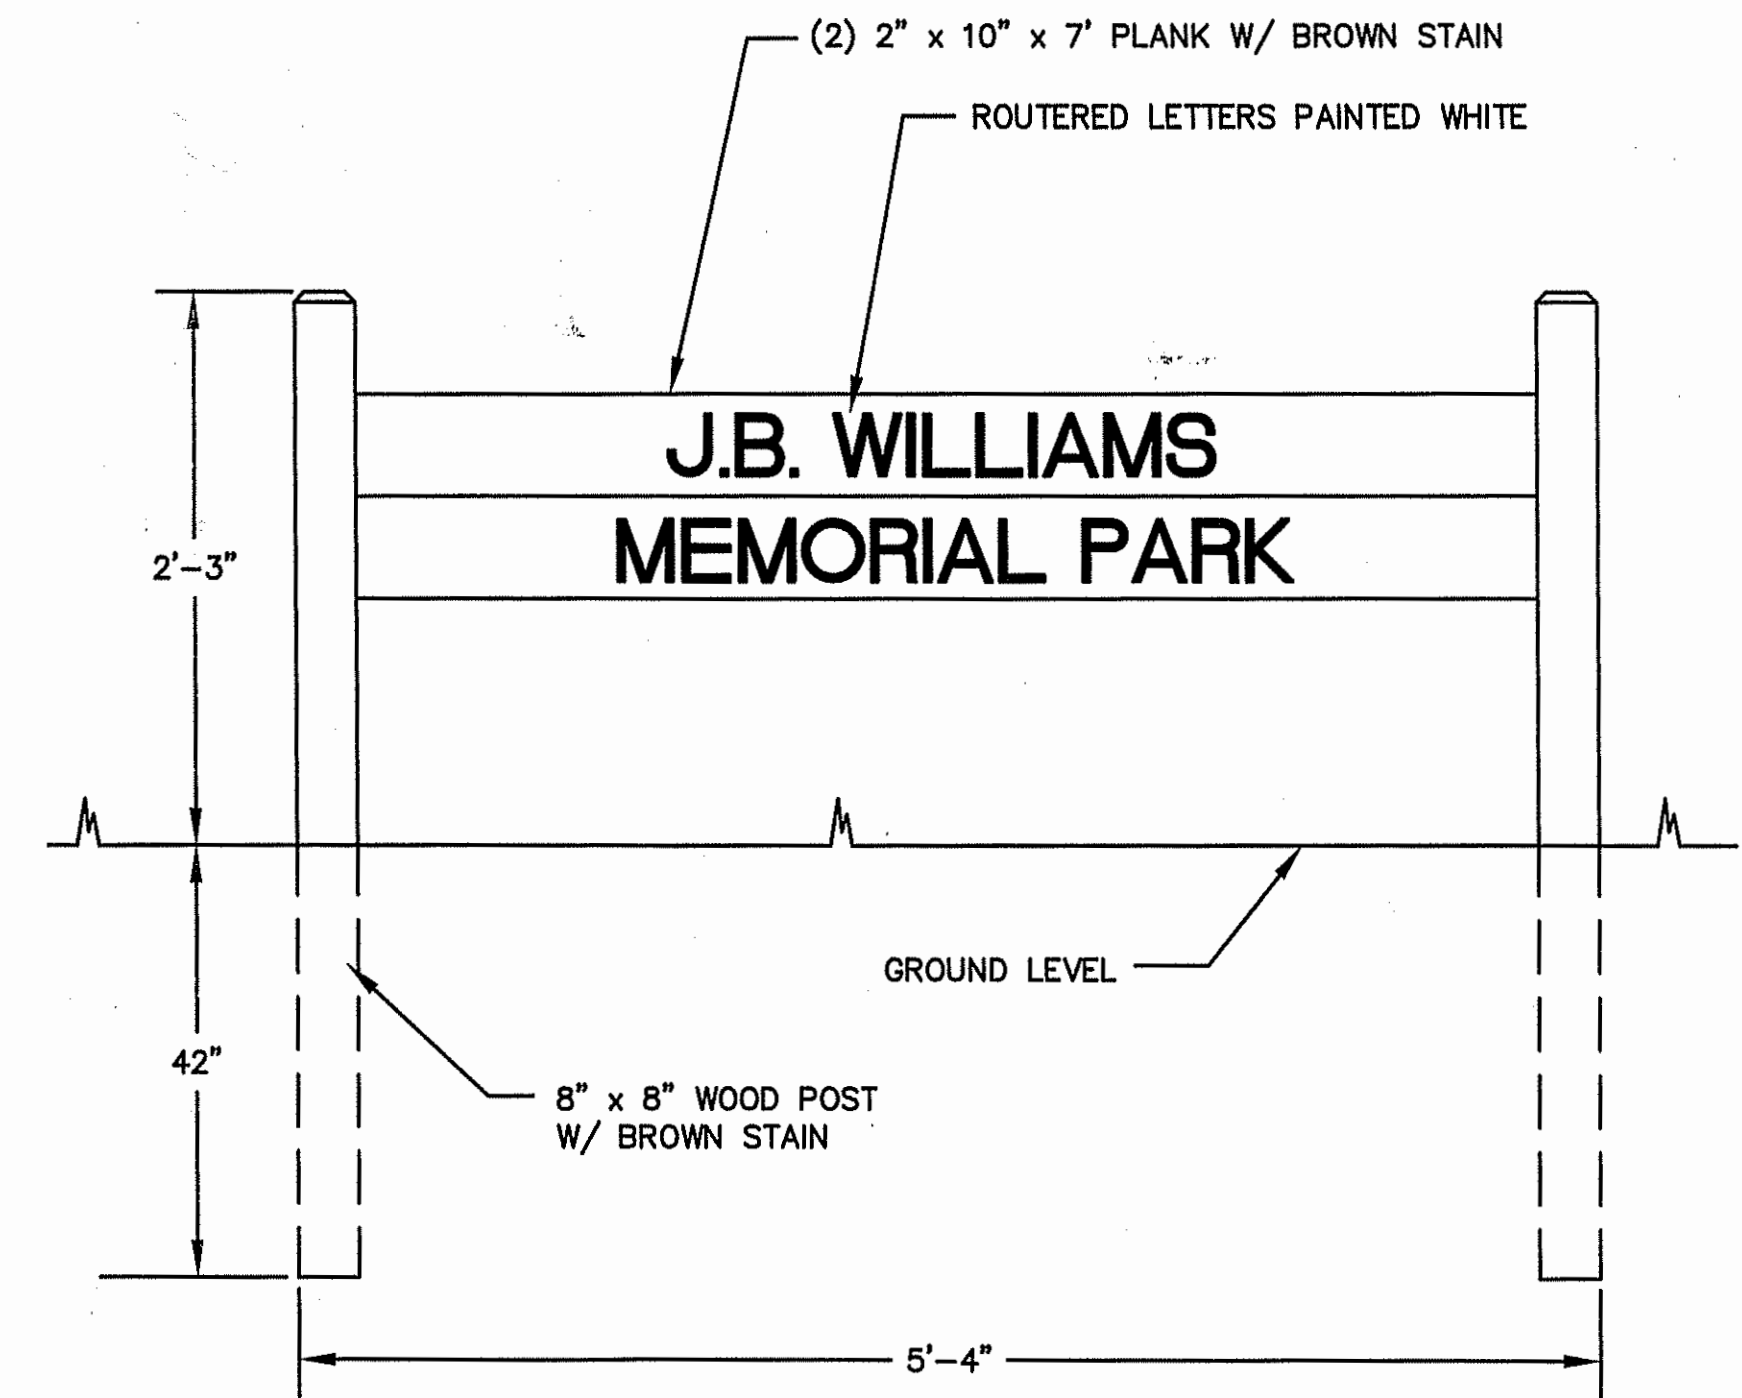 (2) 2" x 10" x 7' PLANK W/ BROWN STAIN
ROUTERED LETTERS PAINTED WHITE
J.B. WILLIAMS
MEMORIAL PARK
2'-3"
GROUND LEVEL
42"
8" x 8" WOOD POST
W/ BROWN STAIN
5'-4"